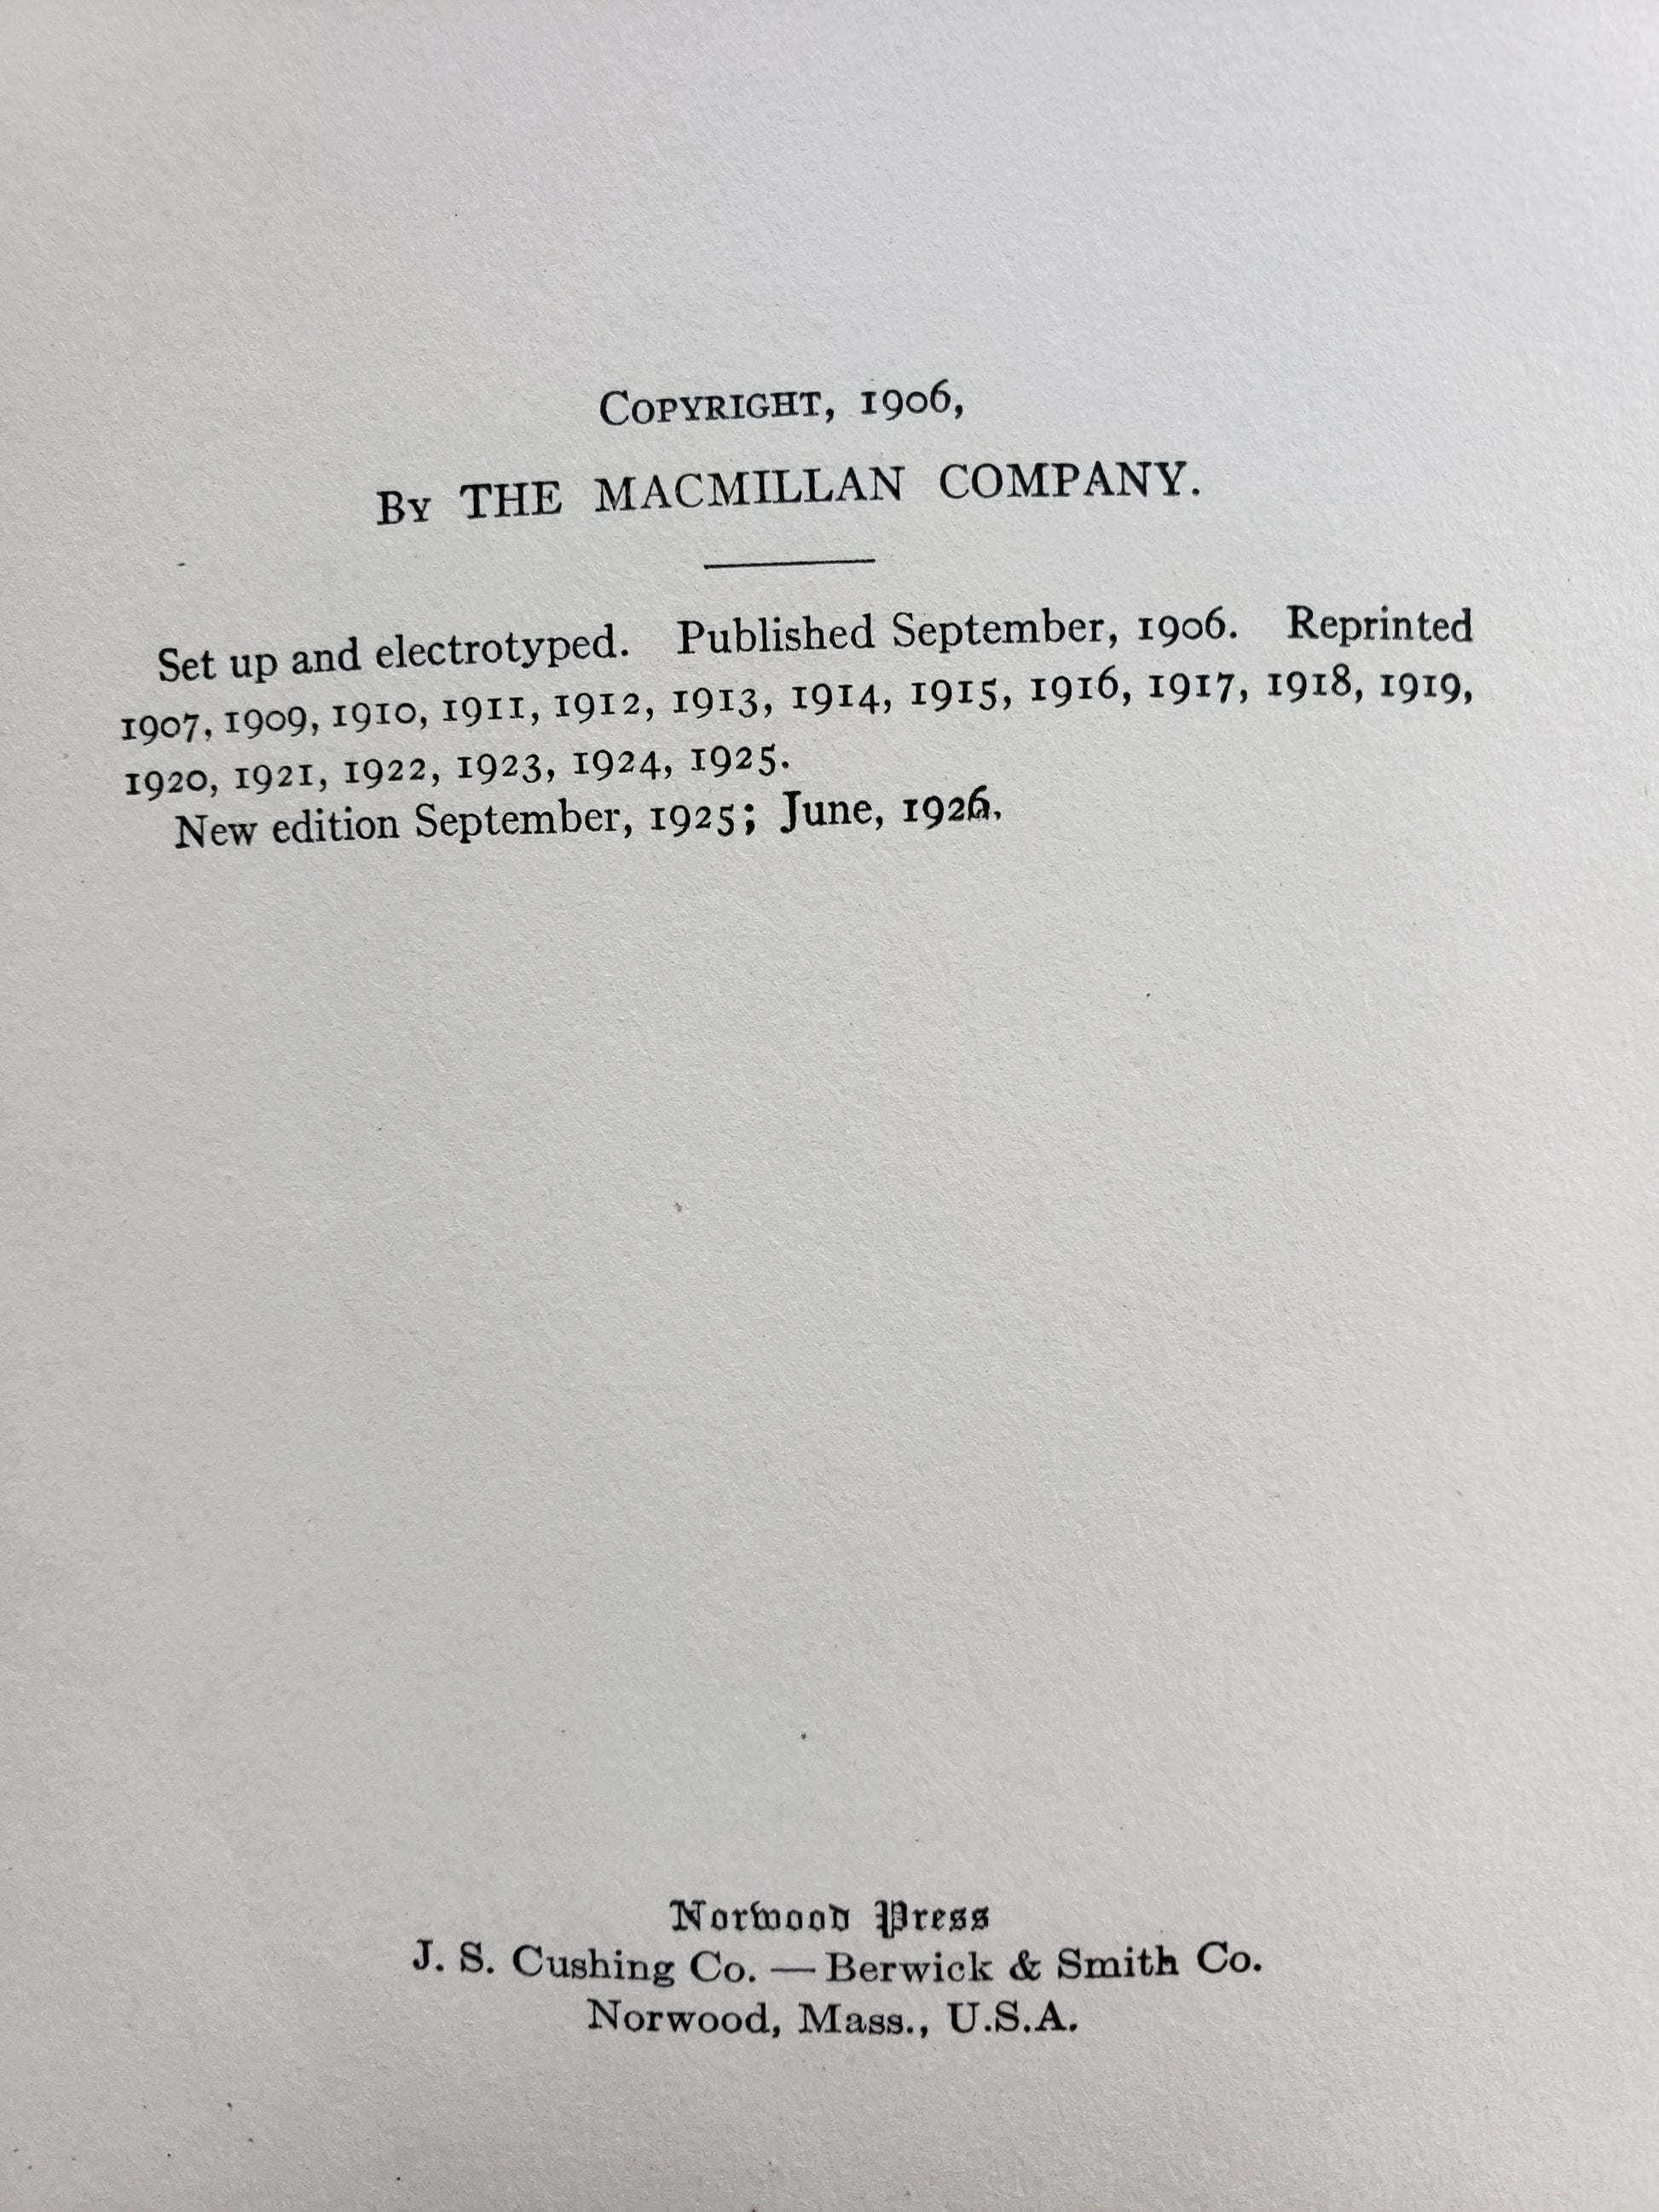 COPYRIGHT, 1906,
BY THE MACMILLAN COMPANY.
Set up and electrotyped. Published September, 1906. Reprinted
1907, 1909, 1910, 1911, 1912, 1913, 1914, 1915, 1916, 1917, 1918, 1919,
1920, 1921, 1922, 1923, 1924, 1925.
New edition September, 1925; June, 1926.
Norwood Press
J. S. Cushing Co. — Berwick & Smith Co.
Norwood, Mass., U.S.A.